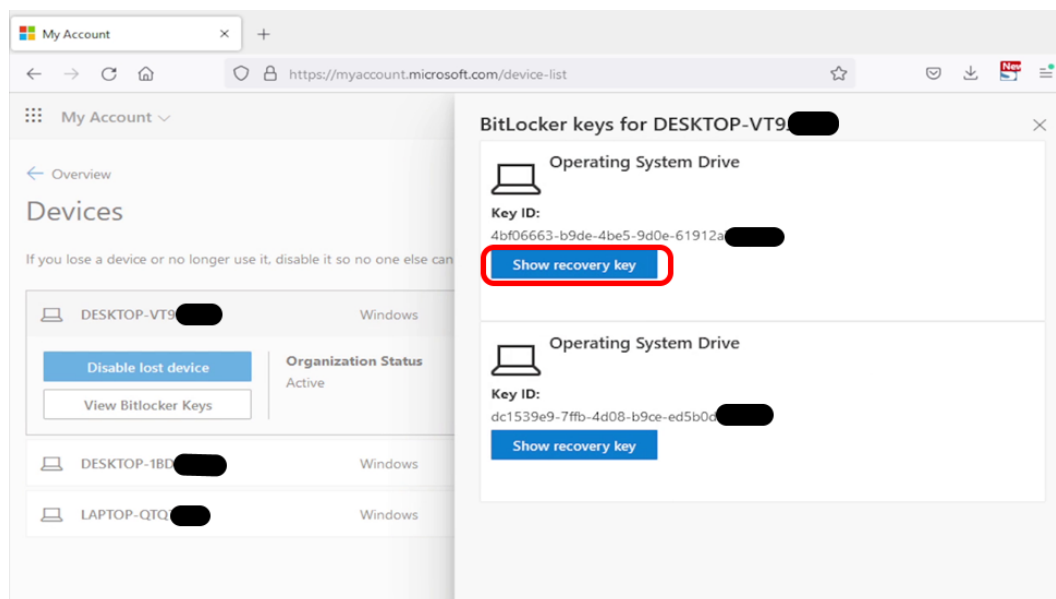 My Account
New
https://myaccount.microsoft.com/device-list
My Account
Overview
Devices
If you lose a device or no longer use it, disable it so no one else can
DESKTOP-VT9
Windows
Disable lost device
View Bitlocker Keys
Organization Status
Active
DESKTOP-1BD
Windows
LAPTOP-QTQ
Windows
BitLocker keys for DESKTOP-VT9
Operating System Drive
Key ID:
4bf06663-b9de-4be5-9d0e-61912a
Show recovery key
Operating System Drive
Key ID:
dc1539e9-7ffb-4d08-b9ce-ed5b0d
Show recovery key